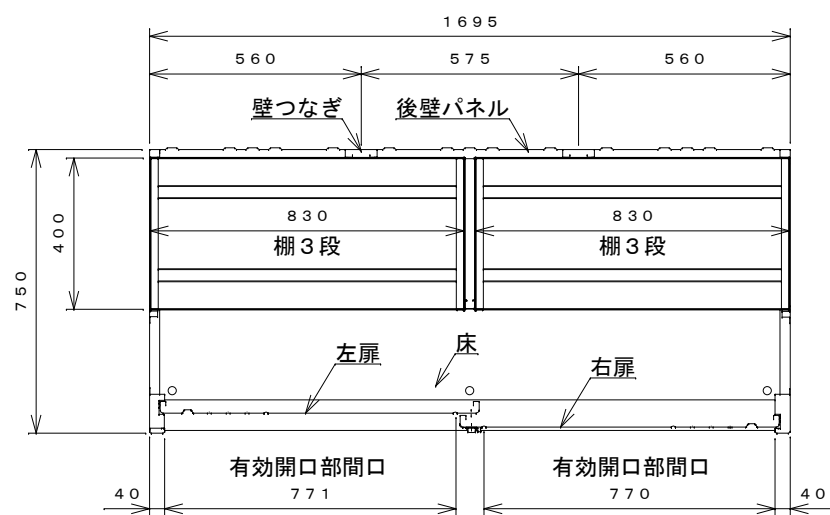 1695
560 575 560
壁つなぎ 後壁パネル
830 830
棚3段 棚3段
400
750
床
左扉 右扉
有効開口部間口 有効開口部間口
40 771 770 40